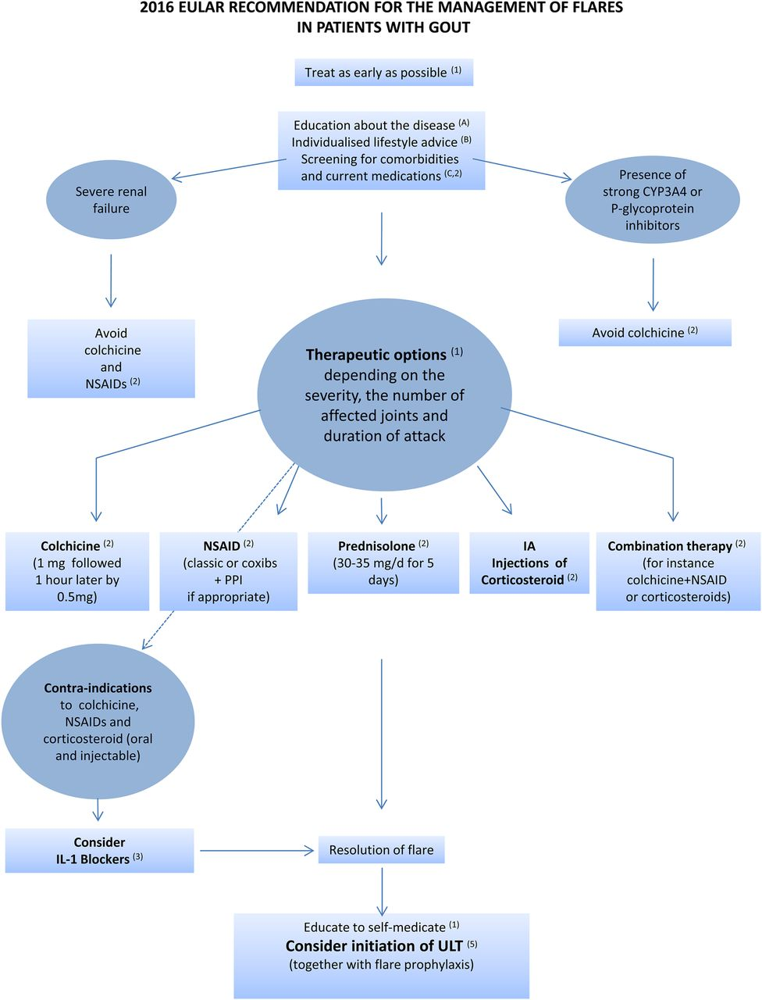 2016 EULAR RECOMMENDATION FOR THE MANAGEMENT OF FLARES
IN PATIENTS WITH GOUT
Treat as early as possible (1)
Education about the disease (A)
Individualised lifestyle advice (B)
Screening for comorbidities
and current medications (C,2)
Severe renal
failure
Presence of
strong CYP3A4 or
P-glycoprotein
inhibitors
Avoid
colchicine
and
NSAIDs (2)
Avoid colchicine (2)
Therapeutic options (1)
depending on the
severity, the number of
affected joints and
duration of attack
Colchicine (2)
(1 mg followed
1 hour later by
0.5mg)
NSAID (2)
(classic or coxibs
+ PPI
if appropriate)
Prednisolone (2)
(30-35 mg/d for 5
days)
IA
Injections of
Corticosteroid (2)
Combination therapy (2)
(for instance
colchicine+NSAID
or corticosteroids)
Contra-indications
to colchicine,
NSAIDs and
corticosteroid (oral
and injectable)
Consider
IL-1 Blockers (3)
Resolution of flare
Educate to self-medicate (1)
Consider initiation of ULT (5)
(together with flare prophylaxis)